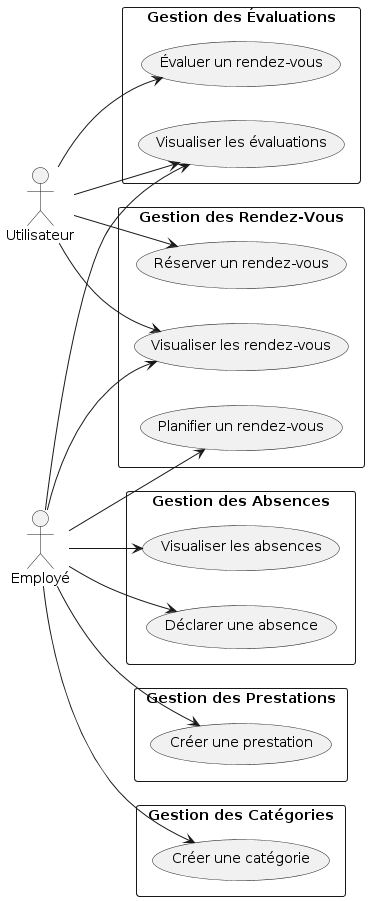 Gestion des Évaluations
Évaluer un rendez-vous
Visualiser les évaluations
Utilisateur
Gestion des Rendez-Vous
Réserver un rendez-vous
Visualiser les rendez-vous
Planifier un rendez-vous
Gestion des Absences
Visualiser les absences
Employé
Déclarer une absence
Gestion des Prestations
Créer une prestation
Gestion des Catégories
Créer une catégorie